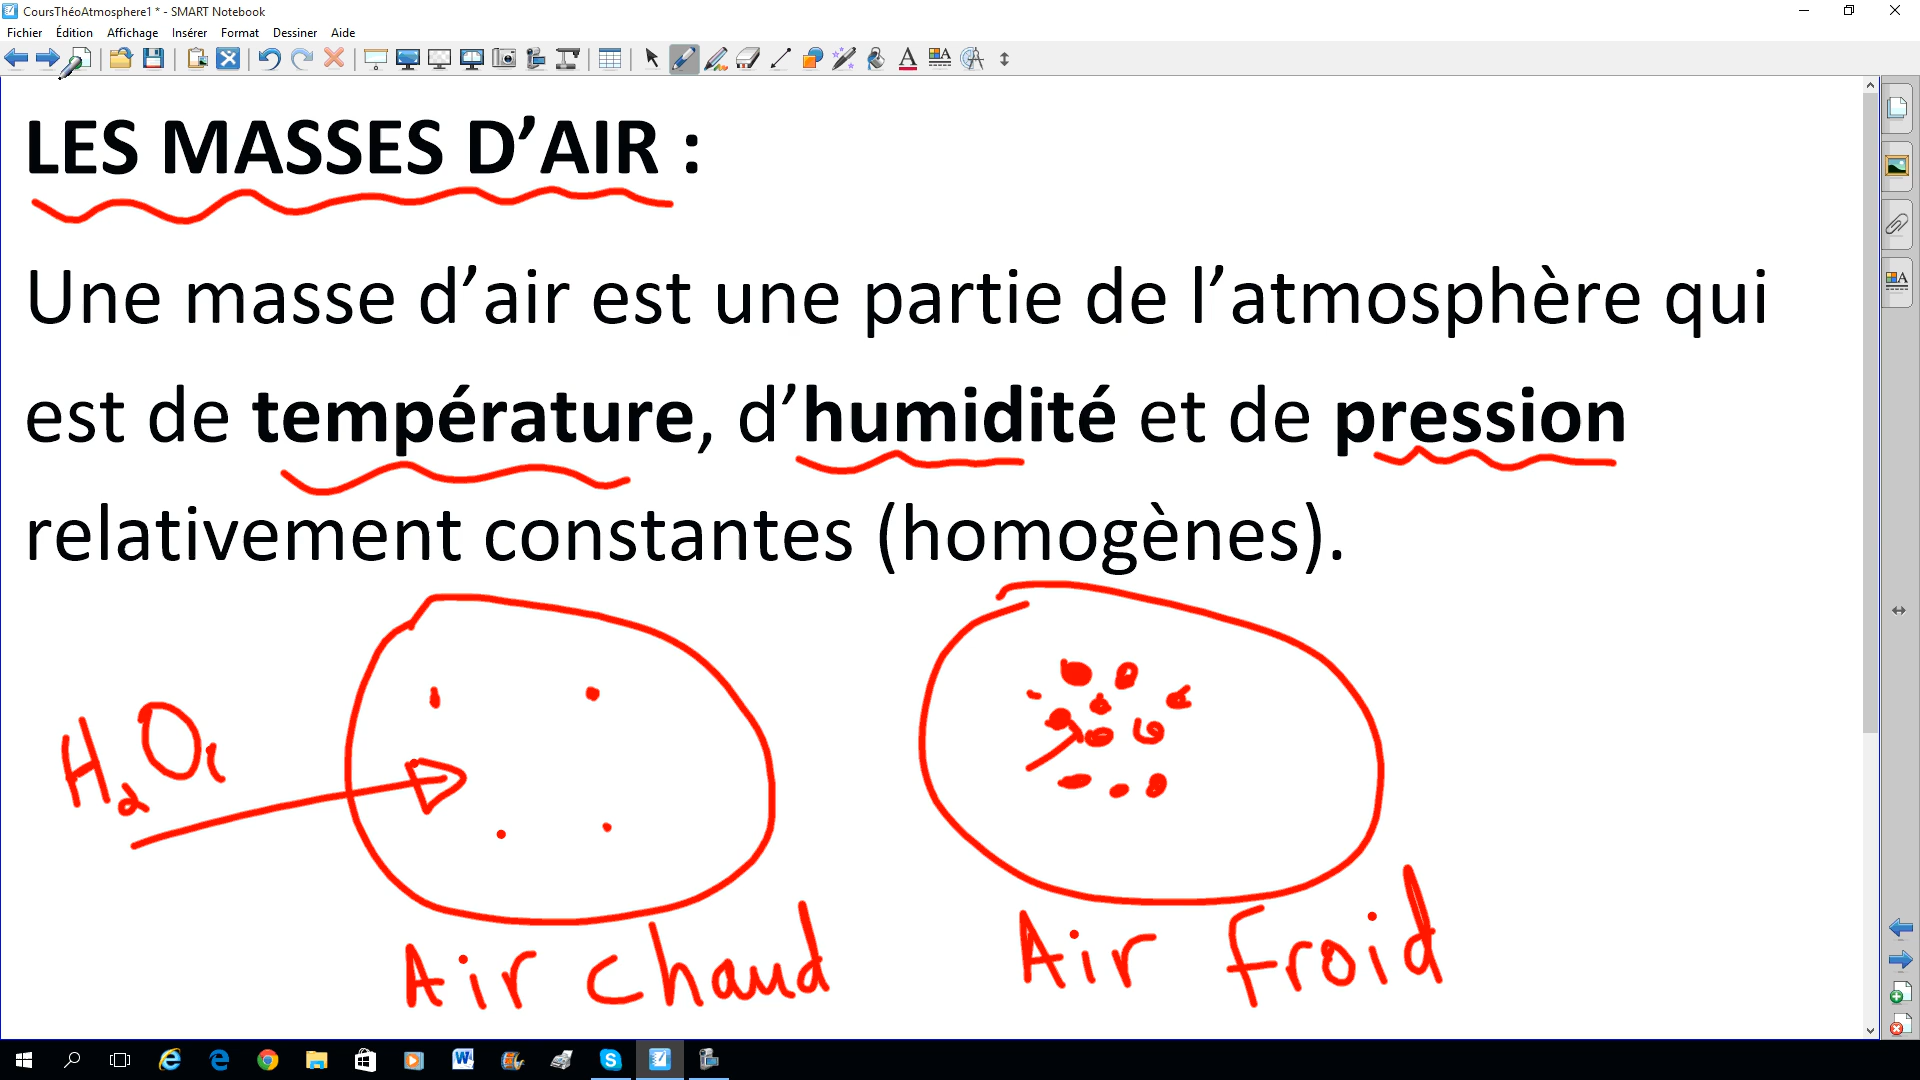 CoursThéoAtmosphere1 * - SMART Notebook
Fichier Édition Affichage Insérer Format Dessiner Aide
LES MASSES D’AIR :
Une masse d’air est une partie de l’atmosphère qui
est de température, d’humidité et de pression
relativement constantes (homogènes).
H₂O
Air chaud
Air froid